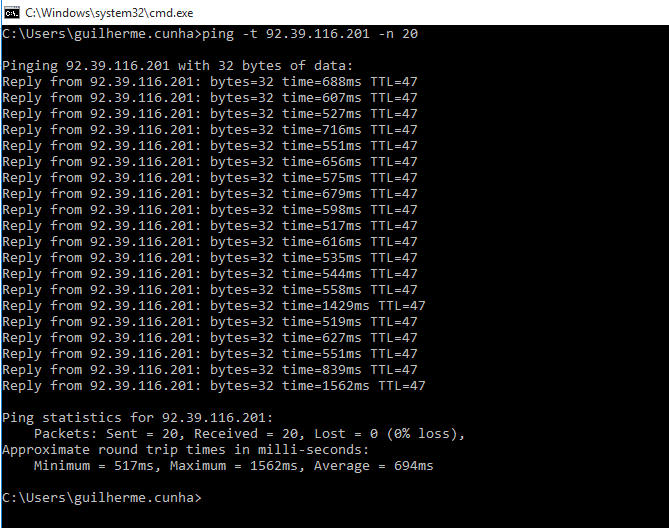 C:\Windows\system32\cmd.exe
C:\Users\guilherme.cunha>ping -t 92.39.116.201 -n 20
Pinging 92.39.116.201 with 32 bytes of data:
Reply from 92.39.116.201: bytes=32 time=688ms TTL=47
Reply from 92.39.116.201: bytes=32 time=607ms TTL=47
Reply from 92.39.116.201: bytes=32 time=527ms TTL=47
Reply from 92.39.116.201: bytes=32 time=716ms TTL=47
Reply from 92.39.116.201: bytes=32 time=551ms TTL=47
Reply from 92.39.116.201: bytes=32 time=656ms TTL=47
Reply from 92.39.116.201: bytes=32 time=575ms TTL=47
Reply from 92.39.116.201: bytes=32 time=679ms TTL=47
Reply from 92.39.116.201: bytes=32 time=598ms TTL=47
Reply from 92.39.116.201: bytes=32 time=517ms TTL=47
Reply from 92.39.116.201: bytes=32 time=616ms TTL=47
Reply from 92.39.116.201: bytes=32 time=535ms TTL=47
Reply from 92.39.116.201: bytes=32 time=544ms TTL=47
Reply from 92.39.116.201: bytes=32 time=558ms TTL=47
Reply from 92.39.116.201: bytes=32 time=1429ms TTL=47
Reply from 92.39.116.201: bytes=32 time=519ms TTL=47
Reply from 92.39.116.201: bytes=32 time=627ms TTL=47
Reply from 92.39.116.201: bytes=32 time=551ms TTL=47
Reply from 92.39.116.201: bytes=32 time=839ms TTL=47
Reply from 92.39.116.201: bytes=32 time=1562ms TTL=47
Ping statistics for 92.39.116.201:
    Packets: Sent = 20, Received = 20, Lost = 0 (0% loss),
Approximate round trip times in milli-seconds:
    Minimum = 517ms, Maximum = 1562ms, Average = 694ms
C:\Users\guilherme.cunha>